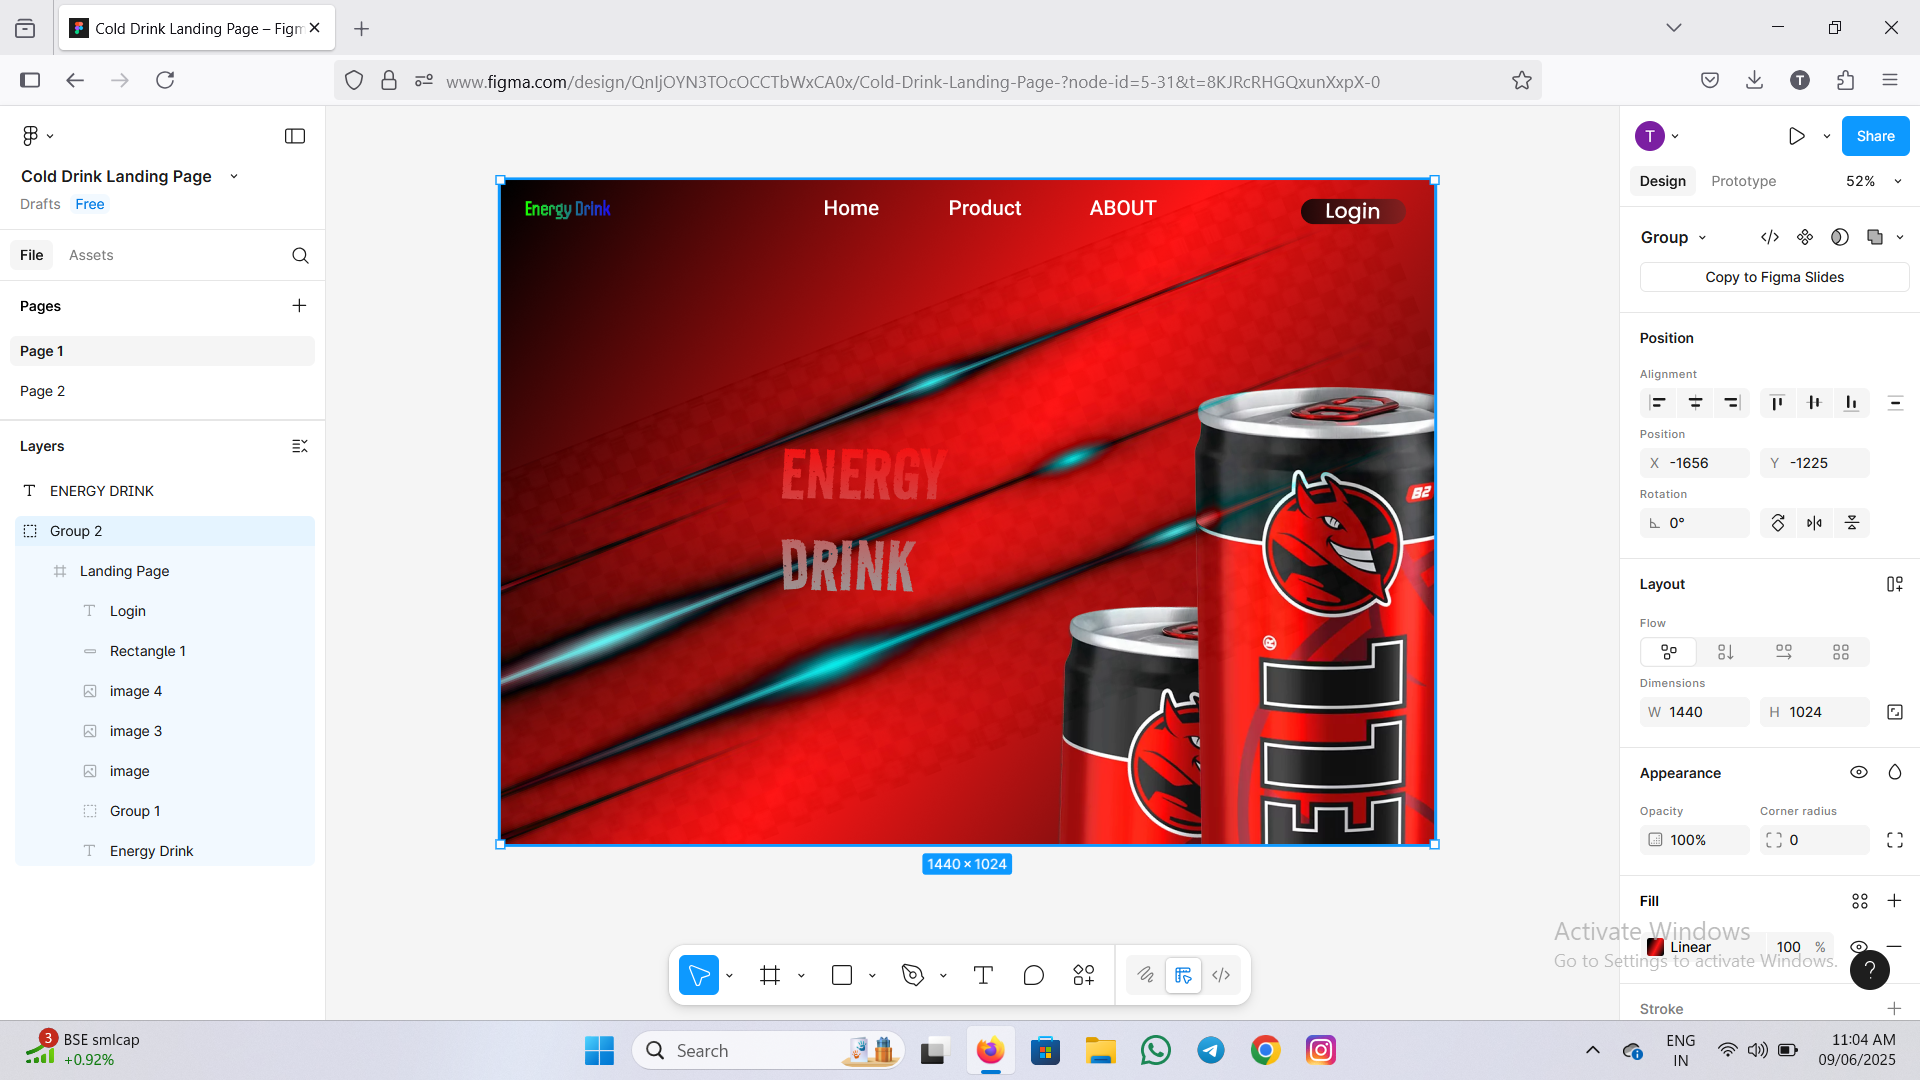 Cold Drink Landing Page – Figm
www.figma.com/design/QnIjOYN3TOcOCCTbWxCA0x/Cold-Drink-Landing-Page-?node-id=5-31&t=8KJRcRHGQxunXxpX-0
T
Cold Drink Landing Page
Drafts Free
File Assets
Pages
Page 1
Page 2
Layers
ENERGY DRINK
Group 2
Landing Page
Login
Rectangle 1
image 4
image 3
image
Group 1
Energy Drink
Energy Drink Home Product ABOUT Login
ENERGY
DRINK
B2
®
ELL
1440 × 1024
T Share
Design Prototype 52%
Group
Copy to Figma Slides
Position
Alignment
Position
X -1656 Y -1225
Rotation
0°
Layout
Flow
Dimensions
W 1440 H 1024
Appearance
Opacity Corner radius
100% 0
Fill
Linear 100 %
Activate Windows
Go to Settings to activate Windows.
?
Stroke
3 BSE smlcap
+0.92%
Search
ENG
IN
11:04 AM
09/06/2025